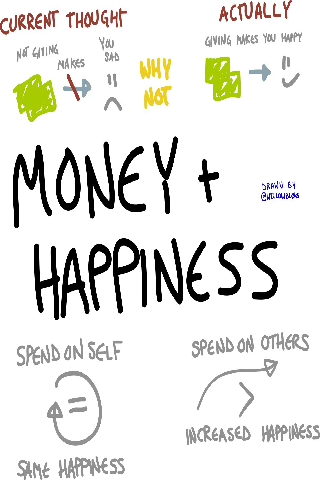 CURRENT THOUGHT
NOT GIVING
MAKES
YOU
SAD
WHY
NOT
ACTUALLY
GIVING MAKES YOU HAPPY
MONEY +
HAPPINESS
DRAWN BY
SPEND ON SELF
=
SAME HAPPINESS
SPEND ON OTHERS
>
INCREASED HAPPINESS